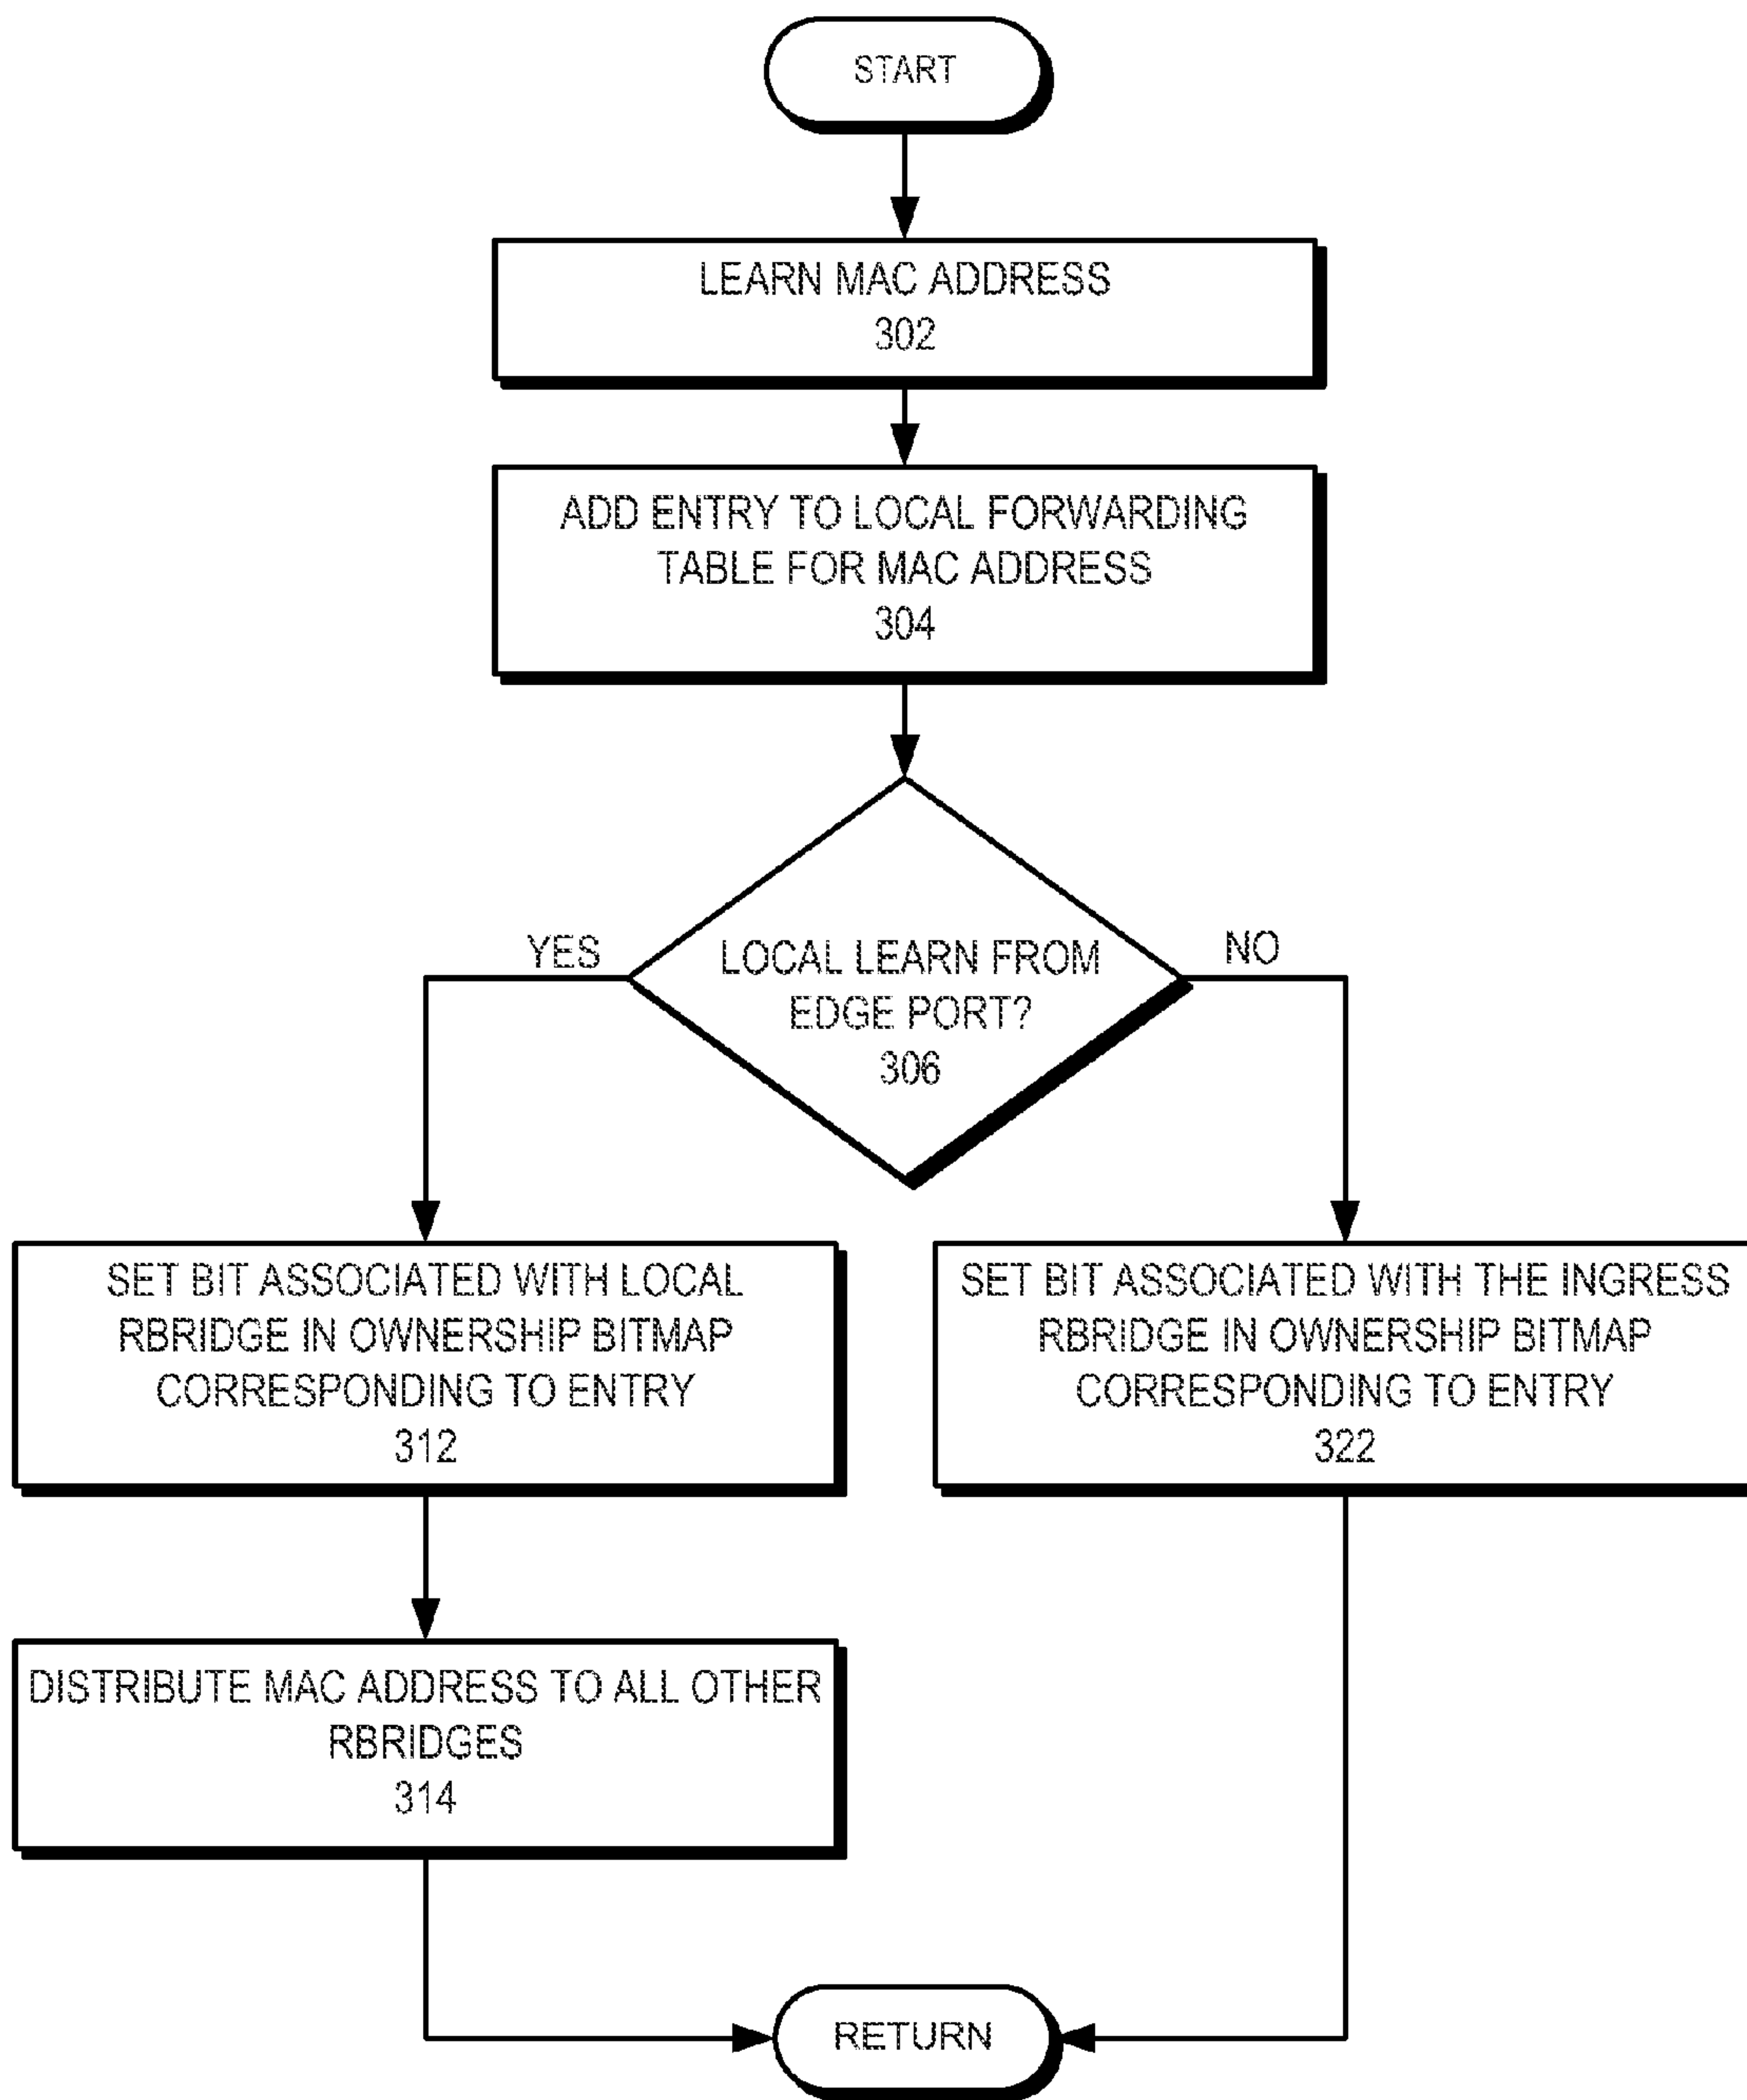 START
LEARN MAC ADDRESS
302
ADD ENTRY TO LOCAL FORWARDING
TABLE FOR MAC ADDRESS
304
LOCAL LEARN FROM
EDGE PORT?
306
YES
NO
SET BIT ASSOCIATED WITH LOCAL
RBRIDGE IN OWNERSHIP BITMAP
CORRESPONDING TO ENTRY
312
SET BIT ASSOCIATED WITH THE INGRESS
RBRIDGE IN OWNERSHIP BITMAP
CORRESPONDING TO ENTRY
322
DISTRIBUTE MAC ADDRESS TO ALL OTHER
RBRIDGES
314
RETURN